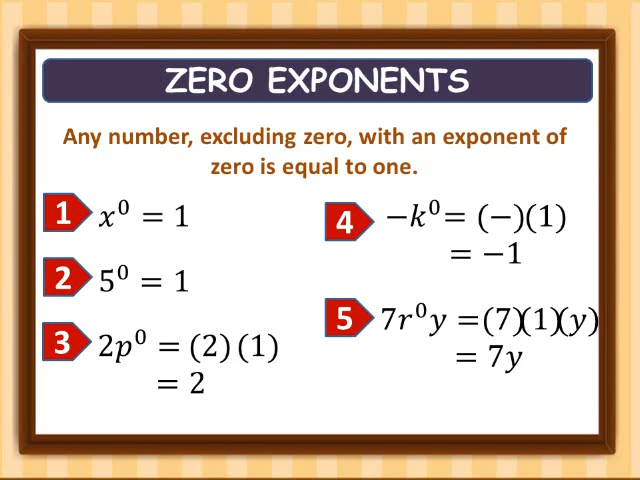 ZERO EXPONENTS
Any number, excluding zero, with an exponent of
zero is equal to one.
1 x⁰ = 1
2 5⁰ = 1
3 2p⁰ = (2) (1)
= 2
4 −k⁰ = (−)(1)
= −1
5 7r⁰y = (7)(1)(y)
= 7y